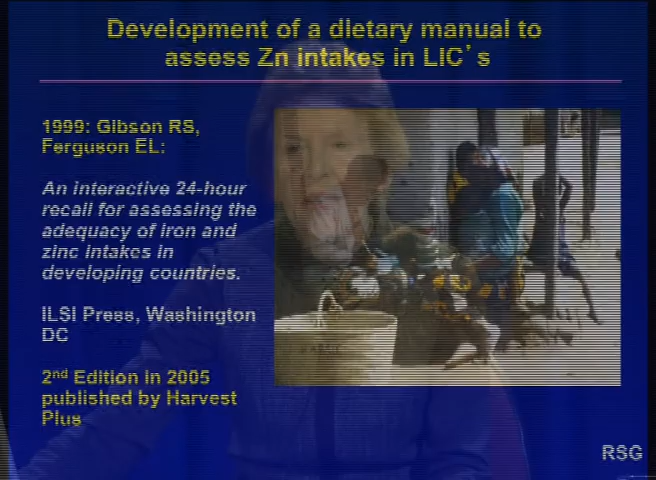 Development of a dietary manual to
assess Zn intakes in LIC's
1999: Gibson RS,
Ferguson EL:
An interactive 24-hour
recall for assessing the
adequacy of iron and
zinc intakes in
developing countries.
ILSI Press, Washington
DC
2nd Edition in 2005
published by Harvest
Plus
RSG